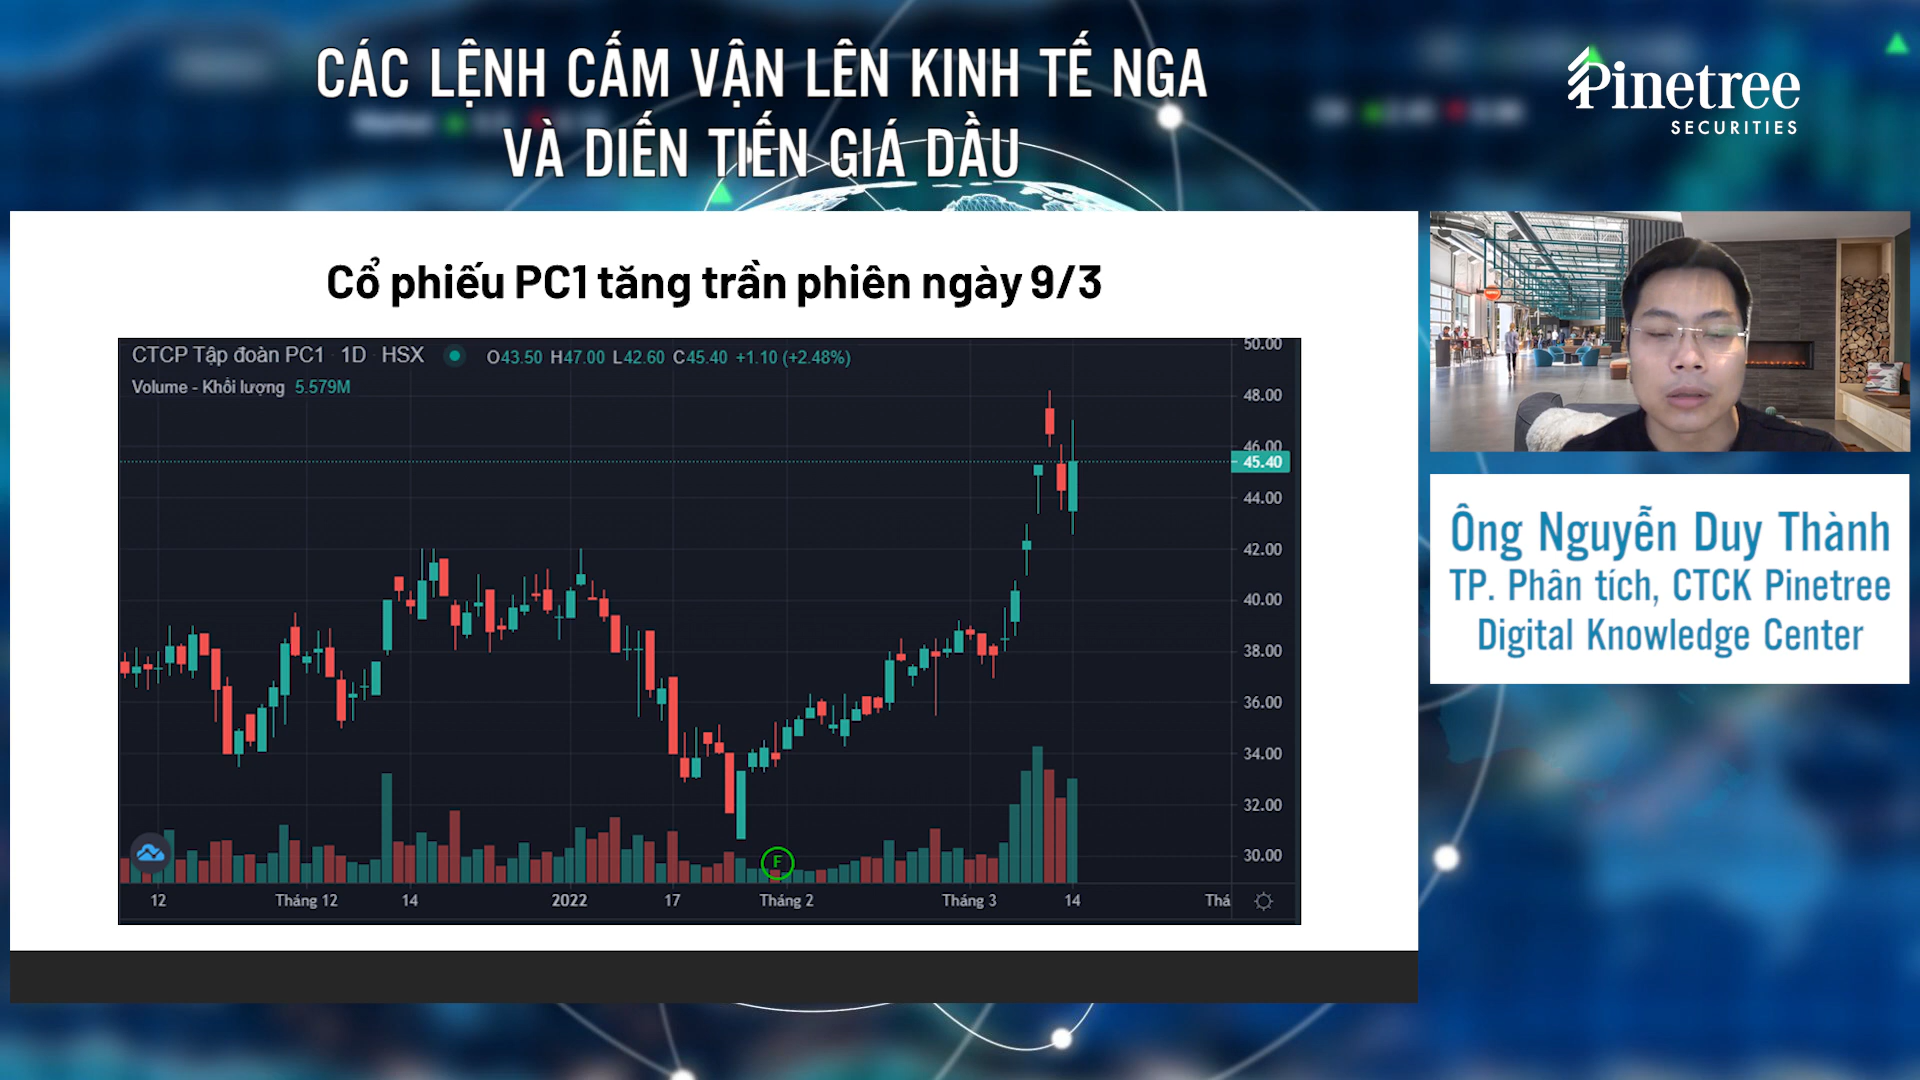 CÁC LỆNH CẤM VẬN LÊN KINH TẾ NGA
VÀ DIẾN TIẾN GIÁ DẦU
Pinetree
SECURITIES
Cổ phiếu PC1 tăng trần phiên ngày 9/3
CTCP Tập đoàn PC1 · 1D · HSX O43.50 H47.00 L42.60 C45.40 +1.10 (+2.48%)
Volume - Khối lượng 5.579M
50.00
48.00
46.00
45.40
44.00
42.00
40.00
38.00
36.00
34.00
32.00
30.00
F
12 Tháng 12 14 2022 17 Tháng 2 Tháng 3 14 Thá
Ông Nguyễn Duy Thành
TP. Phân tích, CTCK Pinetree
Digital Knowledge Center